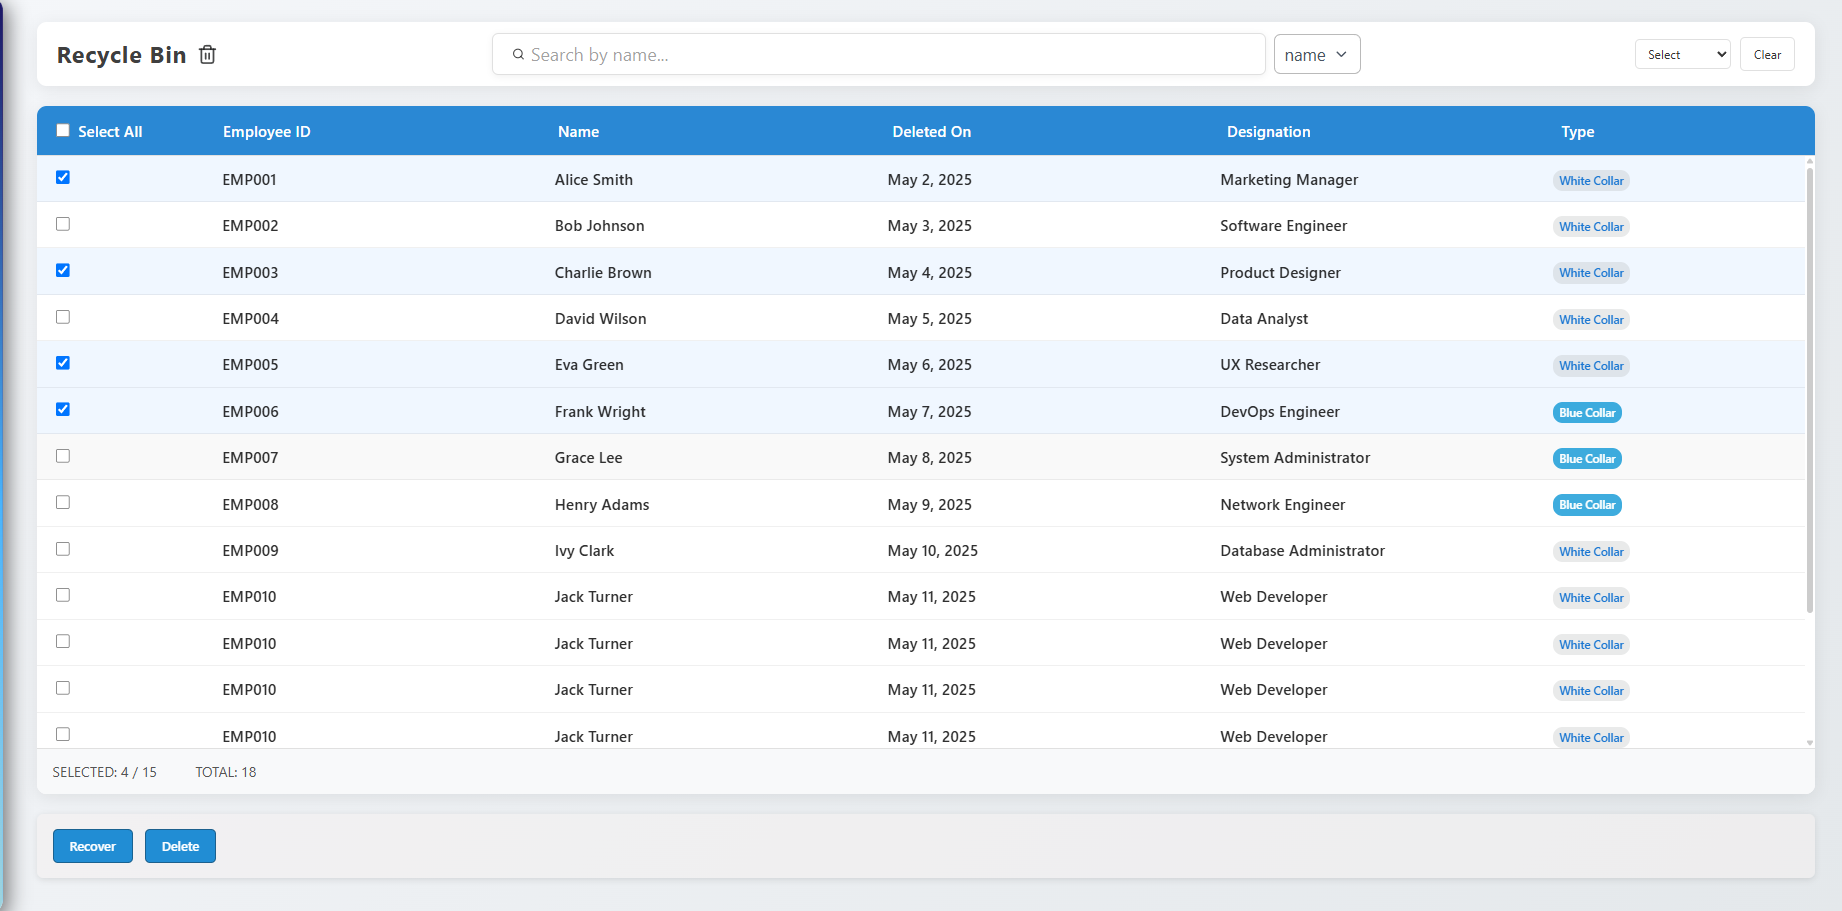 Recycle Bin
Search by name...
name
Select
Clear
Select All Employee ID Name Deleted On Designation Type
EMP001 Alice Smith May 2, 2025 Marketing Manager White Collar
EMP002 Bob Johnson May 3, 2025 Software Engineer White Collar
EMP003 Charlie Brown May 4, 2025 Product Designer White Collar
EMP004 David Wilson May 5, 2025 Data Analyst White Collar
EMP005 Eva Green May 6, 2025 UX Researcher White Collar
EMP006 Frank Wright May 7, 2025 DevOps Engineer Blue Collar
EMP007 Grace Lee May 8, 2025 System Administrator Blue Collar
EMP008 Henry Adams May 9, 2025 Network Engineer Blue Collar
EMP009 Ivy Clark May 10, 2025 Database Administrator White Collar
EMP010 Jack Turner May 11, 2025 Web Developer White Collar
EMP010 Jack Turner May 11, 2025 Web Developer White Collar
EMP010 Jack Turner May 11, 2025 Web Developer White Collar
EMP010 Jack Turner May 11, 2025 Web Developer White Collar
SELECTED: 4 / 15 TOTAL: 18
Recover Delete